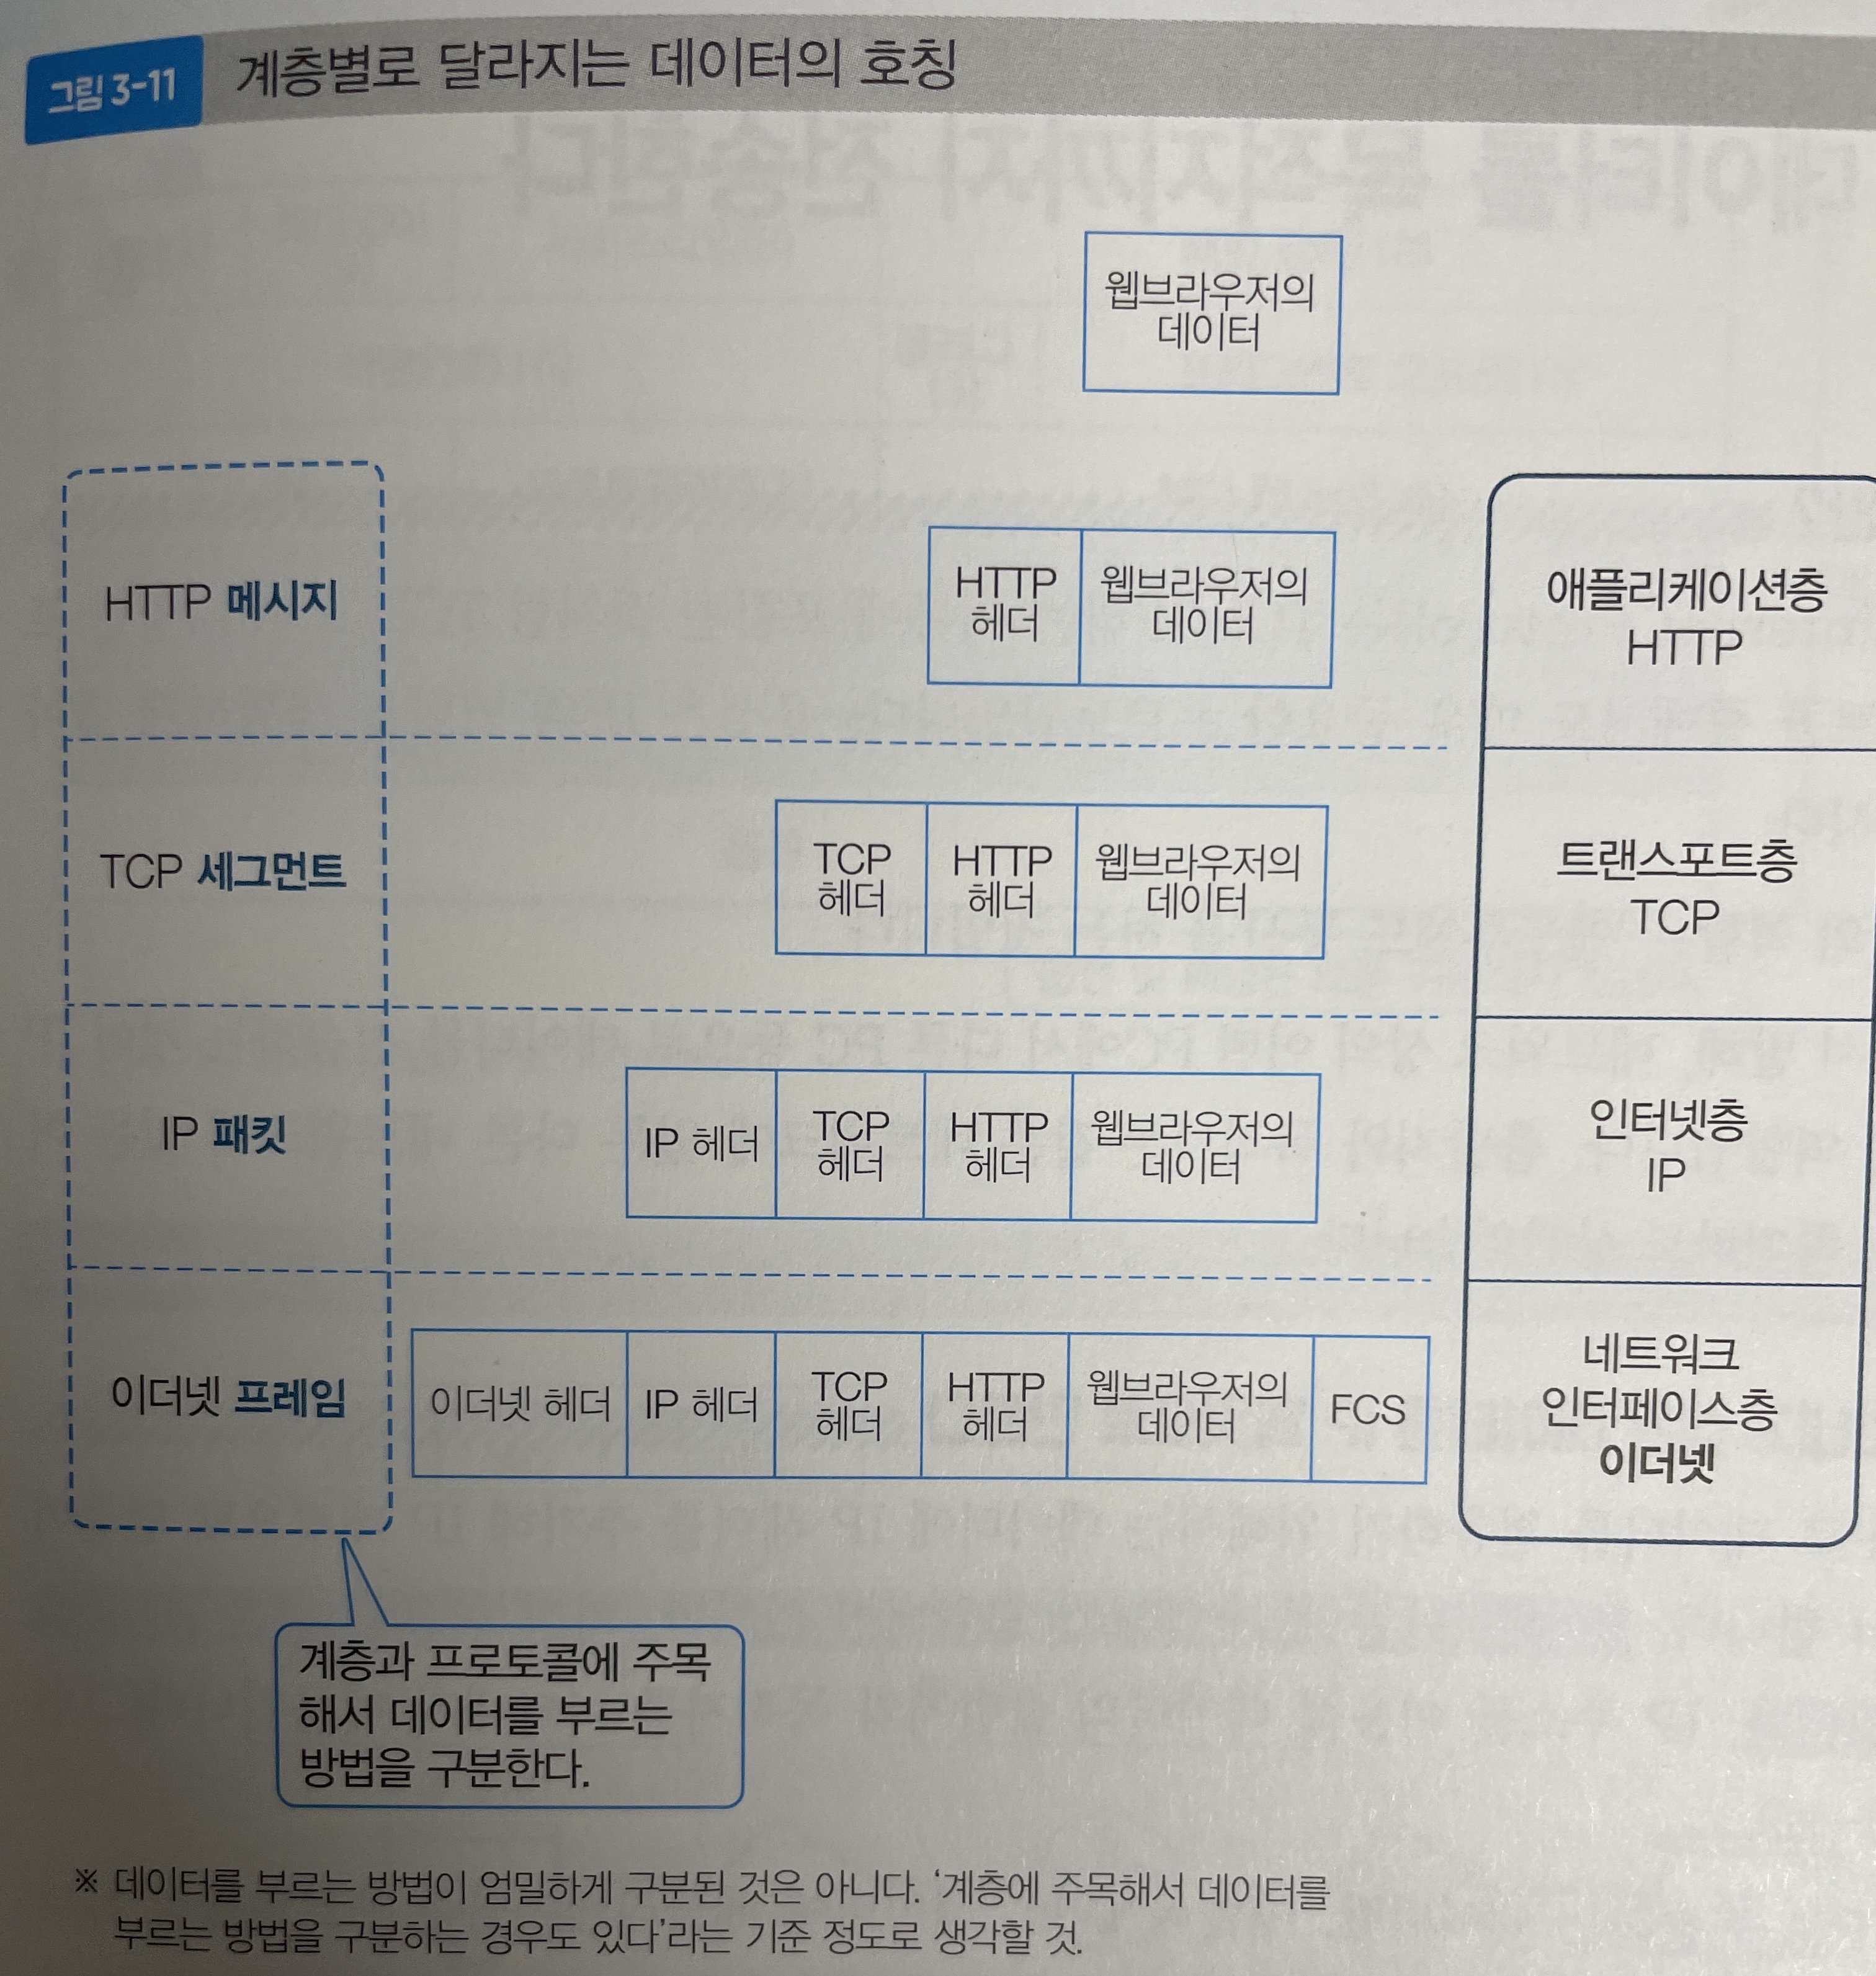 그림 3-11 계층별로 달라지는 데이터의 호칭
웹브라우저의
데이터
HTTP 메시지
HTTP
헤더
웹브라우저의
데이터
애플리케이션층
HTTP
TCP 세그먼트
TCP
헤더
HTTP
헤더
웹브라우저의
데이터
트랜스포트층
TCP
IP 패킷
IP 헤더
TCP
헤더
HTTP
헤더
웹브라우저의
데이터
인터넷층
IP
이더넷 프레임
이더넷 헤더
IP 헤더
TCP
헤더
HTTP
헤더
웹브라우저의
데이터
FCS
네트워크
인터페이스층
이더넷
계층과 프로토콜에 주목
해서 데이터를 부르는
방법을 구분한다.
※ 데이터를 부르는 방법이 엄밀하게 구분된 것은 아니다. ‘계층에 주목해서 데이터를
부르는 방법을 구분하는 경우도 있다’라는 기준 정도로 생각할 것.